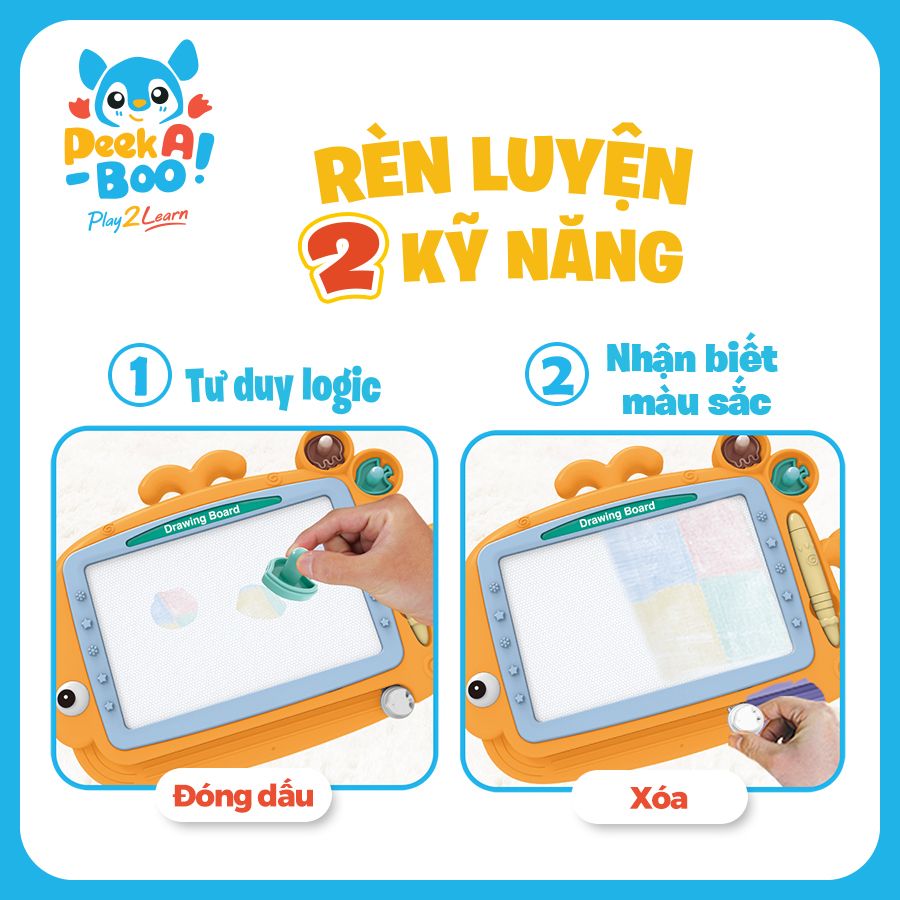 Peek A
-Boo!
Play2Learn
RÈN LUYỆN
2 KỸ NĂNG
1 Tư duy logic
2 Nhận biết
màu sắc
Drawing Board
Drawing Board
Đóng dấu
Xóa